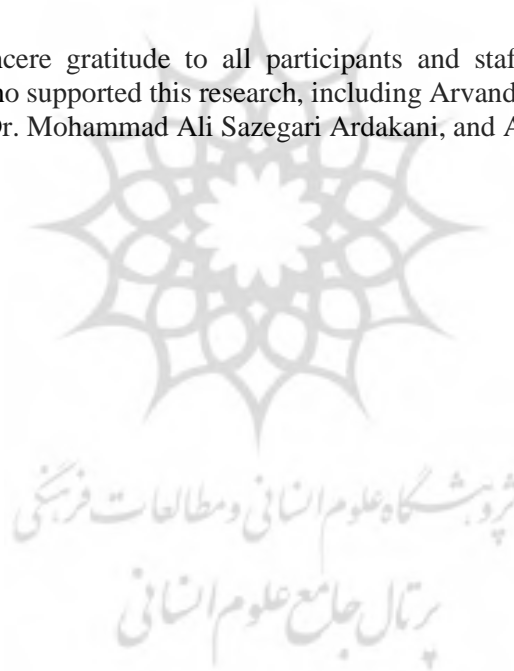 ncere gratitude to all participants and staf
no supported this research, including Arvand
Dr. Mohammad Ali Sazegari Ardakani, and A
پژوهشگاه علوم انسانی و مطالعات فرهنگی
پرتال جامع علوم انسانی